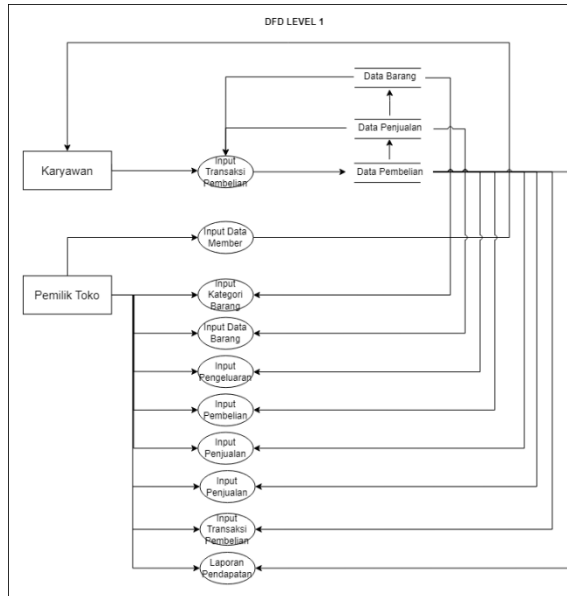 DFD LEVEL 1
Data Barang
Data Penjualan
Karyawan
Input
Transaksi
Pembelian
Data Pembelian
Input Data
Member
Pemilik Toko
Input
Kategori
Barang
Input Data
Barang
Input
Pengeluaran
Input
Pembelian
Input
Penjualan
Input
Penjualan
Input
Transaksi
Pembelian
Laporan
Pendapatan